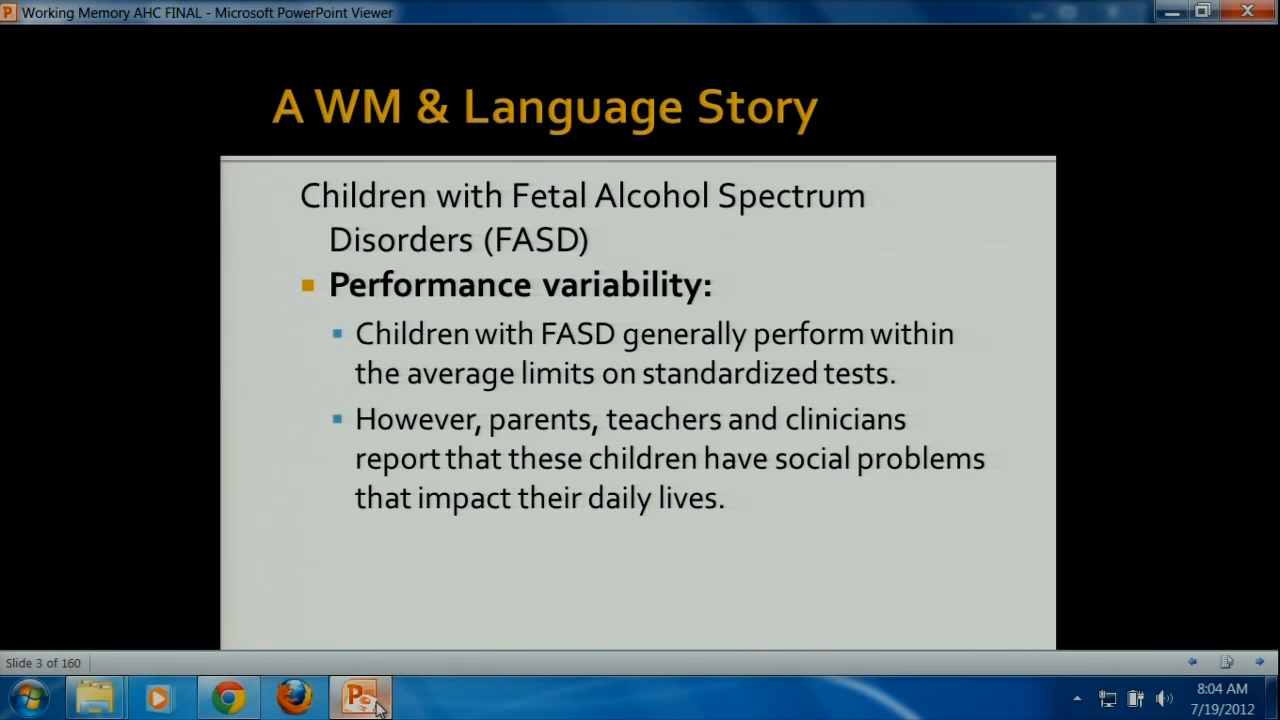 Working Memory AHC FINAL - Microsoft PowerPoint Viewer
A WM & Language Story
Children with Fetal Alcohol Spectrum
Disorders (FASD)
Performance variability:
Children with FASD generally perform within
the average limits on standardized tests.
However, parents, teachers and clinicians
report that these children have social problems
that impact their daily lives.
Slide 3 of 160
8:04 AM
7/19/2012